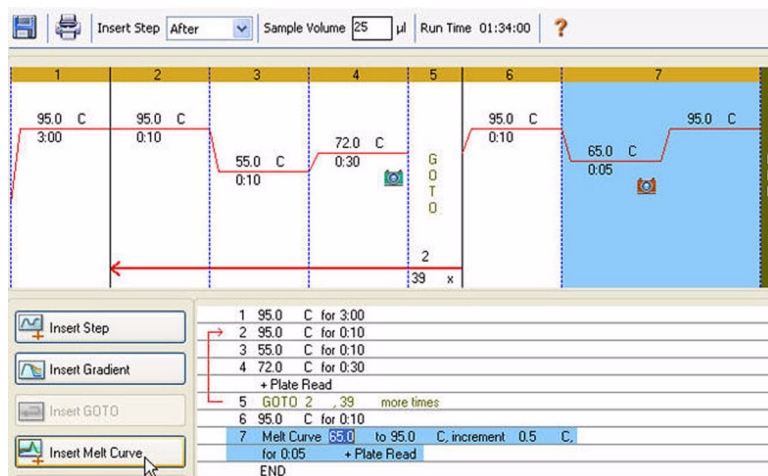 Insert Step After Sample Volume 25 µl Run Time 01:34:00 ?
1 2 3 4 5 6 7
95.0 C 95.0 C 95.0 C 95.0 C
3:00 0:10 0:10
72.0 C
65.0 C
55.0 C 0:30 0:05
0:10
GOTO
2
39 x
Insert Step
Insert Gradient
Insert GOTO
Insert Melt Curve
1 95.0 C for 3:00
2 95.0 C for 0:10
3 55.0 C for 0:10
4 72.0 C for 0:30
+ Plate Read
5 GOTO 2 , 39 more times
6 95.0 C for 0:10
7 Melt Curve 65.0 to 95.0 C, increment 0.5 C,
for 0:05 + Plate Read
END